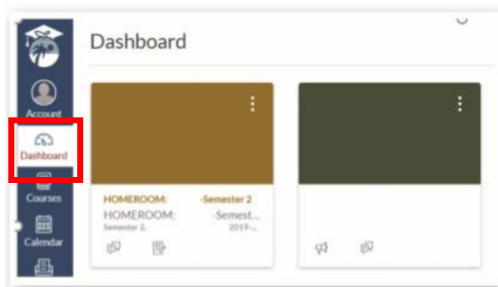 Dashboard
Account
Dashboard
Courses
Calendar
HOMEROOM: -Semester 2
HOMEROOM: -Semest...
Semester 2, 2019-...